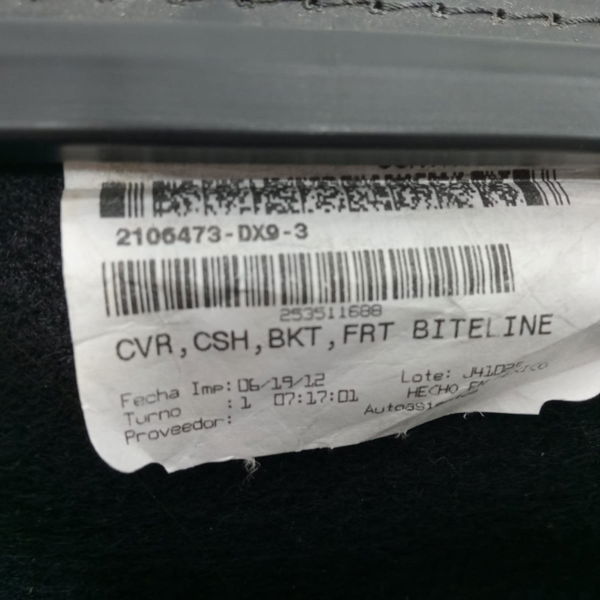 2106473-DX9-3
253511688
CVR,CSH,BKT,FRT BITELINE
Fecha Imp: 06/19/12
Lote:
Turno : 1 07:17:01
HECHO EN
Proveedor: